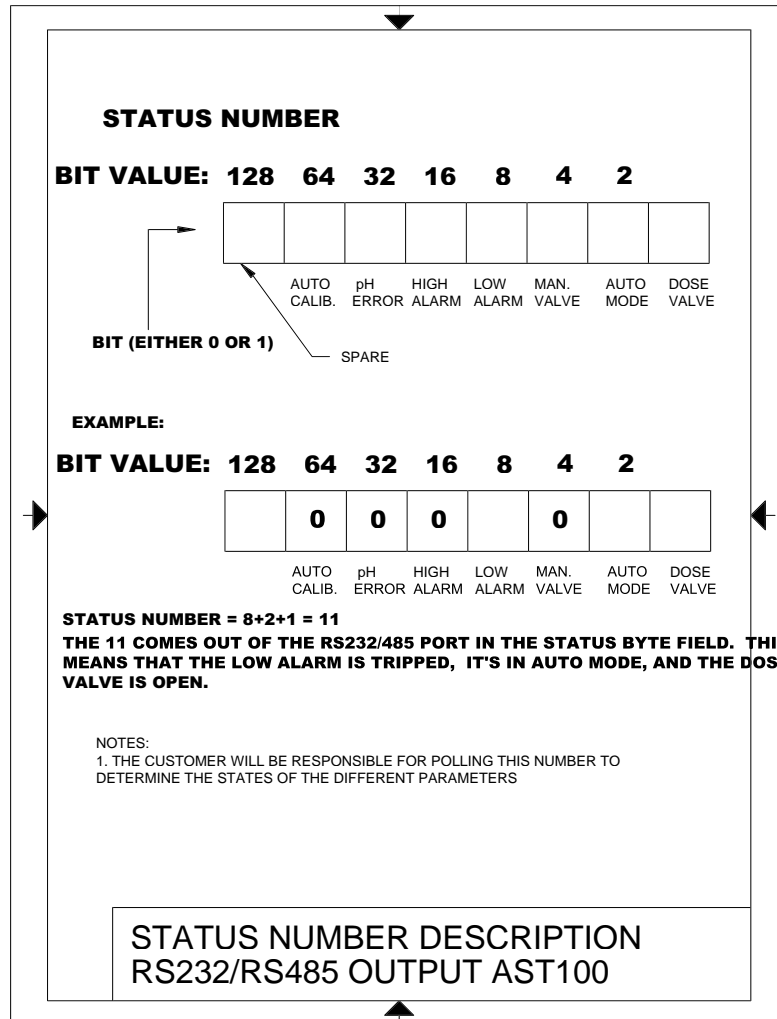 STATUS NUMBER
BIT VALUE: 128 64 32 16 8 4 2
AUTO CALIB.
pH ERROR
HIGH ALARM
LOW ALARM
MAN. VALVE
AUTO MODE
DOSE VALVE
BIT (EITHER 0 OR 1)
SPARE
EXAMPLE:
BIT VALUE: 128 64 32 16 8 4 2
0 0 0 0
AUTO CALIB.
pH ERROR
HIGH ALARM
LOW ALARM
MAN. VALVE
AUTO MODE
DOSE VALVE
STATUS NUMBER = 8+2+1 = 11
THE 11 COMES OUT OF THE RS232/485 PORT IN THE STATUS BYTE FIELD. THI
MEANS THAT THE LOW ALARM IS TRIPPED, IT'S IN AUTO MODE, AND THE DOS
VALVE IS OPEN.
NOTES:
1. THE CUSTOMER WILL BE RESPONSIBLE FOR POLLING THIS NUMBER TO
DETERMINE THE STATES OF THE DIFFERENT PARAMETERS
STATUS NUMBER DESCRIPTION
RS232/RS485 OUTPUT AST100